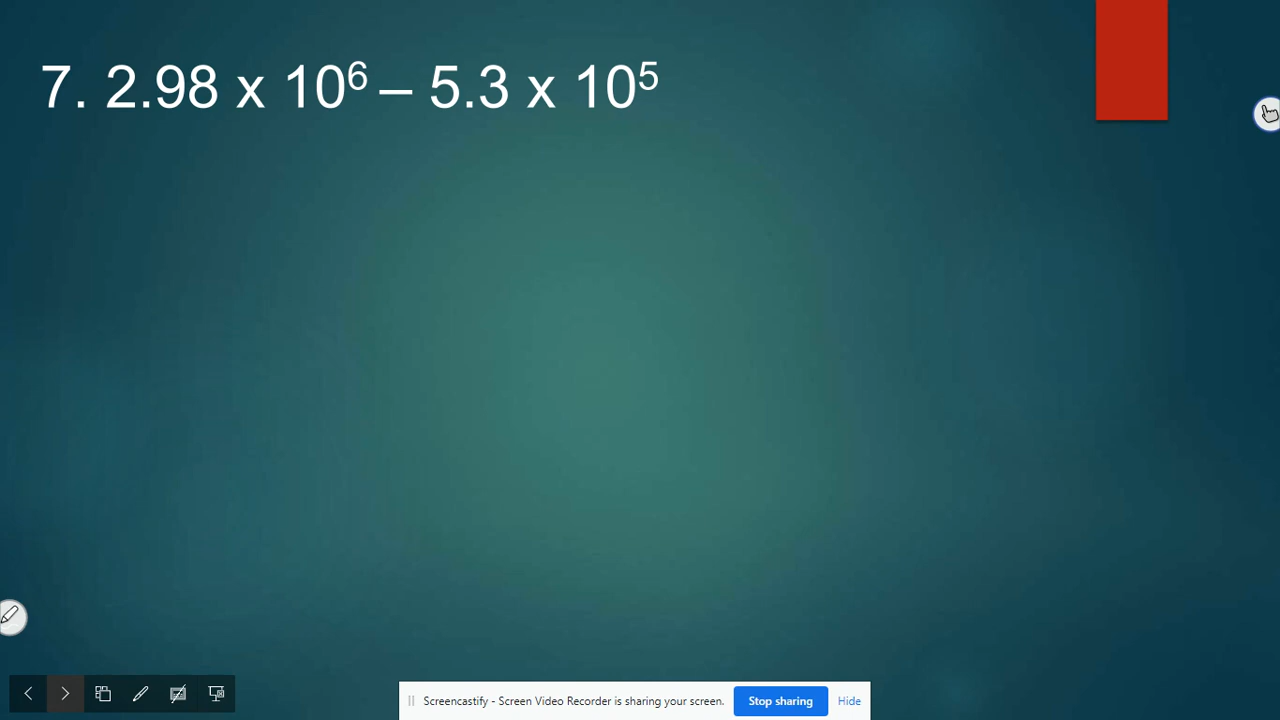 7. 2.98 x 10⁶ – 5.3 x 10⁵
Screencastify - Screen Video Recorder is sharing your screen. Stop sharing Hide